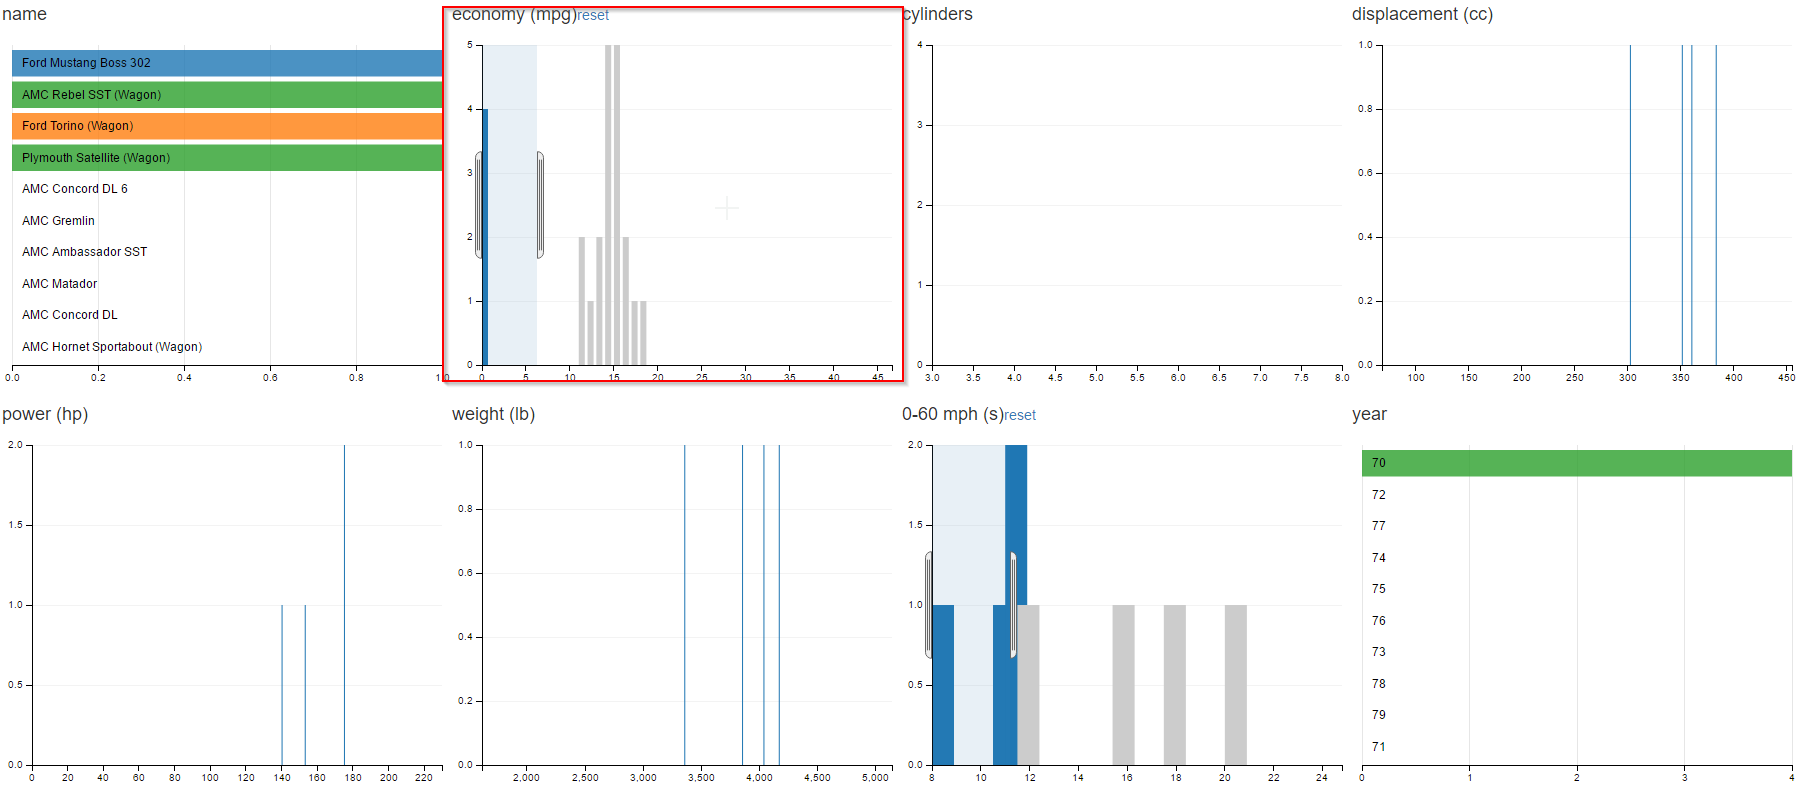 name
Ford Mustang Boss 302
AMC Rebel SST (Wagon)
Ford Torino (Wagon)
Plymouth Satellite (Wagon)
AMC Concord DL 6
AMC Gremlin
AMC Ambassador SST
AMC Matador
AMC Concord DL
AMC Hornet Sportabout (Wagon)
0.0 0.2 0.4 0.6 0.8
economy (mpg)reset
5
4
3
2
1
0
0 5 10 15 20 25 30 35 40 45
cylinders
4
3
2
1
0
3.0 3.5 4.0 4.5 5.0 5.5 6.0 6.5 7.0 7.5 8.0
displacement (cc)
1.0
0.8
0.6
0.4
0.2
0.0
100 150 200 250 300 350 400 450
power (hp)
2.0
1.5
1.0
0.5
0.0
0 20 40 60 80 100 120 140 160 180 200 220
weight (lb)
1.0
0.8
0.6
0.4
0.2
0.0
2,000 2,500 3,000 3,500 4,000 4,500 5,000
0-60 mph (s)reset
2.0
1.5
1.0
0.5
0.0
8 10 12 14 16 18 20 22 24
year
70
72
77
74
75
76
73
78
79
71
0 1 2 3 4